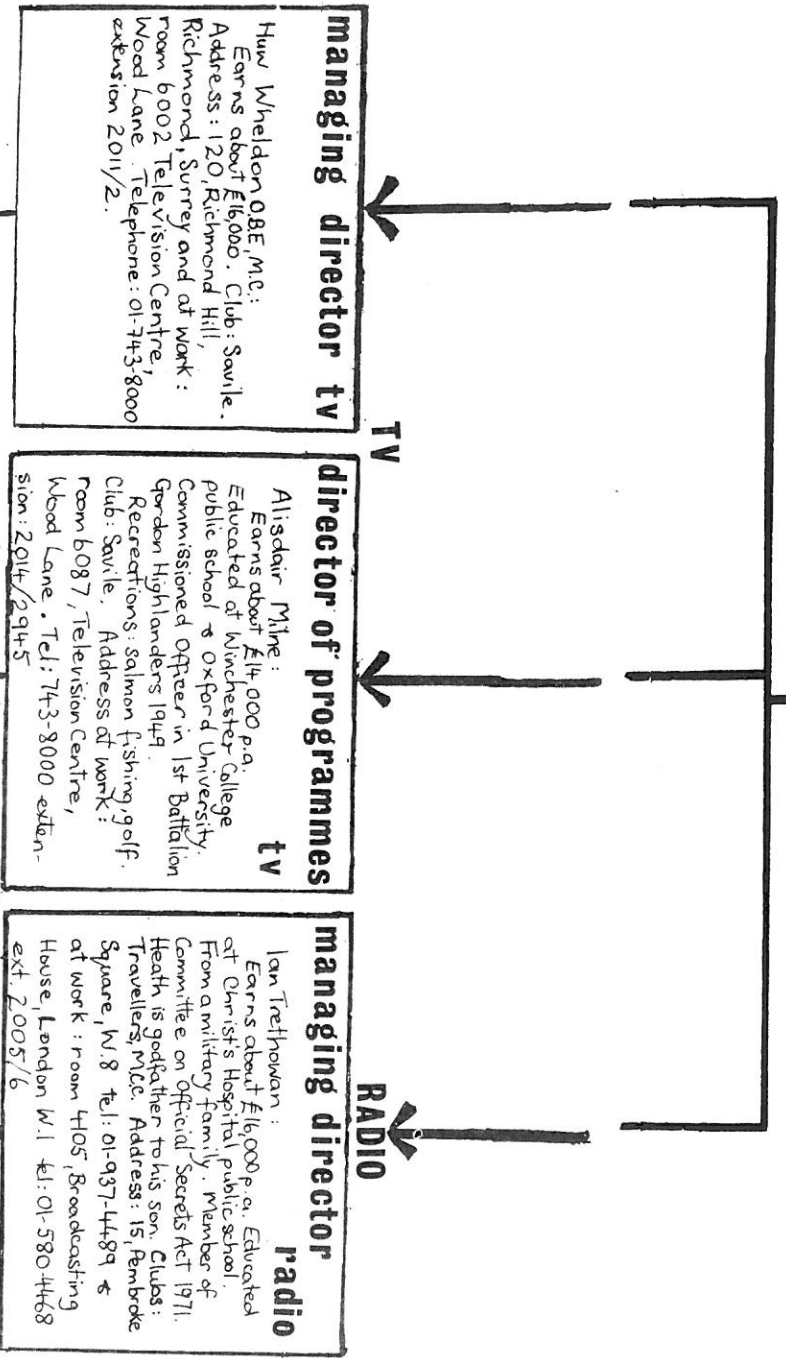 TV
managing director tv
Huw Wheldon O.B.E, M.C.:
Earns about £16,000. Club: Savile.
Address: 120, Richmond Hill,
Richmond, Surrey and at work:
room 6002 Television Centre,
Wood Lane. Telephone: 01-743-8000
extension 2011/2.
director of programmes
tv
Alisdair Milne:
Earns about £14,000 p.a.
Educated at Winchester College
public school & Oxford University.
Commissioned Officer in 1st Battalion
Gordon Highlanders 1949.
Recreations: salmon fishing, golf.
Club: Savile. Address at work:
room 6087, Television Centre,
Wood Lane. Tel: 743-8000 exten-
sion: 2014/2945
RADIO
managing director
radio
Ian Trethowan:
Earns about £16,000 p.a. Educated
at Christ's Hospital public school.
From a military family. Member of
Committee on Official Secrets Act 1971.
Heath is godfather to his son. Clubs:
Travellers, M.C.C. Address: 15, Pembroke
Square, W.8 tel: 01-937-4489 &
at work: room 4105, Broadcasting
House, London W.1 tel: 01-580-4468
ext. 2005/6